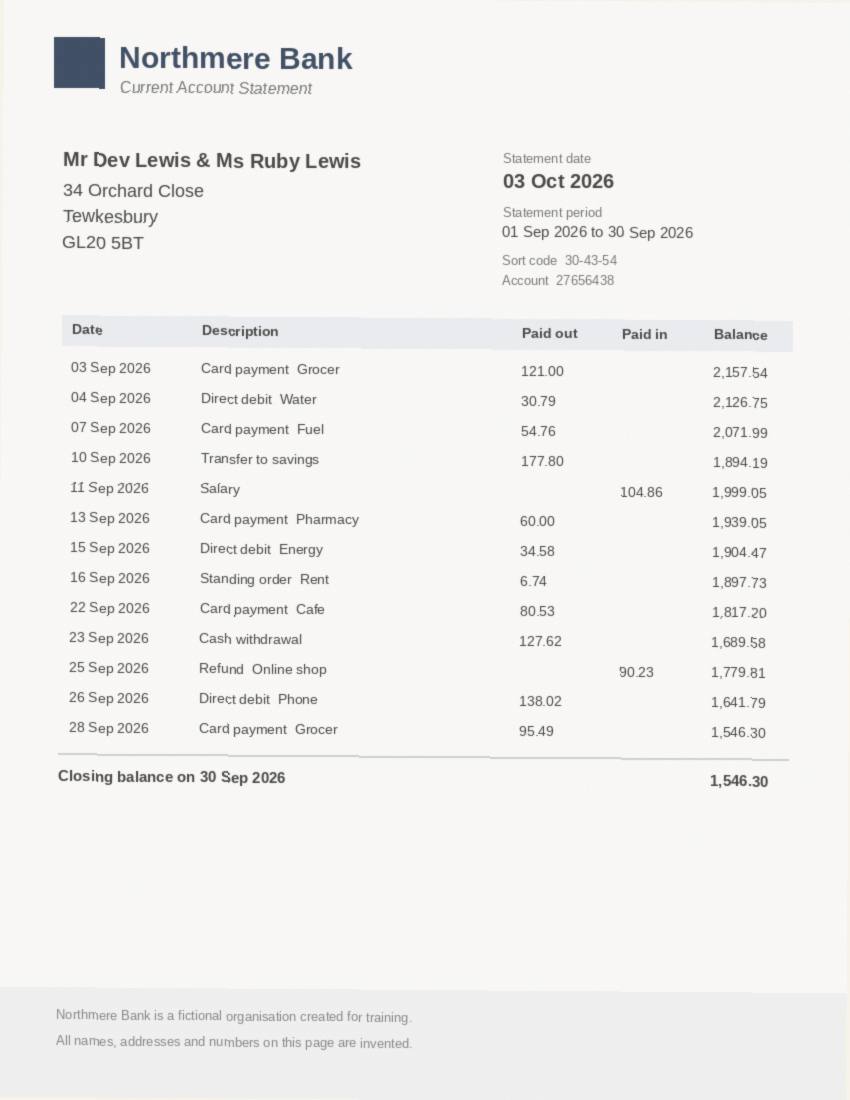 Northmere Bank
Current Account Statement
Mr Dev Lewis & Ms Ruby Lewis
34 Orchard Close
Tewkesbury
GL20 5BT
Statement date
03 Oct 2026
Statement period
01 Sep 2026 to 30 Sep 2026
Sort code 30-43-54
Account 27656438
Date Description Paid out Paid in Balance
03 Sep 2026 Card payment Grocer 121.00 2,157.54
04 Sep 2026 Direct debit Water 30.79 2,126.75
07 Sep 2026 Card payment Fuel 54.76 2,071.99
10 Sep 2026 Transfer to savings 177.80 1,894.19
11 Sep 2026 Salary 104.86 1,999.05
13 Sep 2026 Card payment Pharmacy 60.00 1,939.05
15 Sep 2026 Direct debit Energy 34.58 1,904.47
16 Sep 2026 Standing order Rent 6.74 1,897.73
22 Sep 2026 Card payment Cafe 80.53 1,817.20
23 Sep 2026 Cash withdrawal 127.62 1,689.58
25 Sep 2026 Refund Online shop 90.23 1,779.81
26 Sep 2026 Direct debit Phone 138.02 1,641.79
28 Sep 2026 Card payment Grocer 95.49 1,546.30
Closing balance on 30 Sep 2026 1,546.30
Northmere Bank is a fictional organisation created for training.
All names, addresses and numbers on this page are invented.